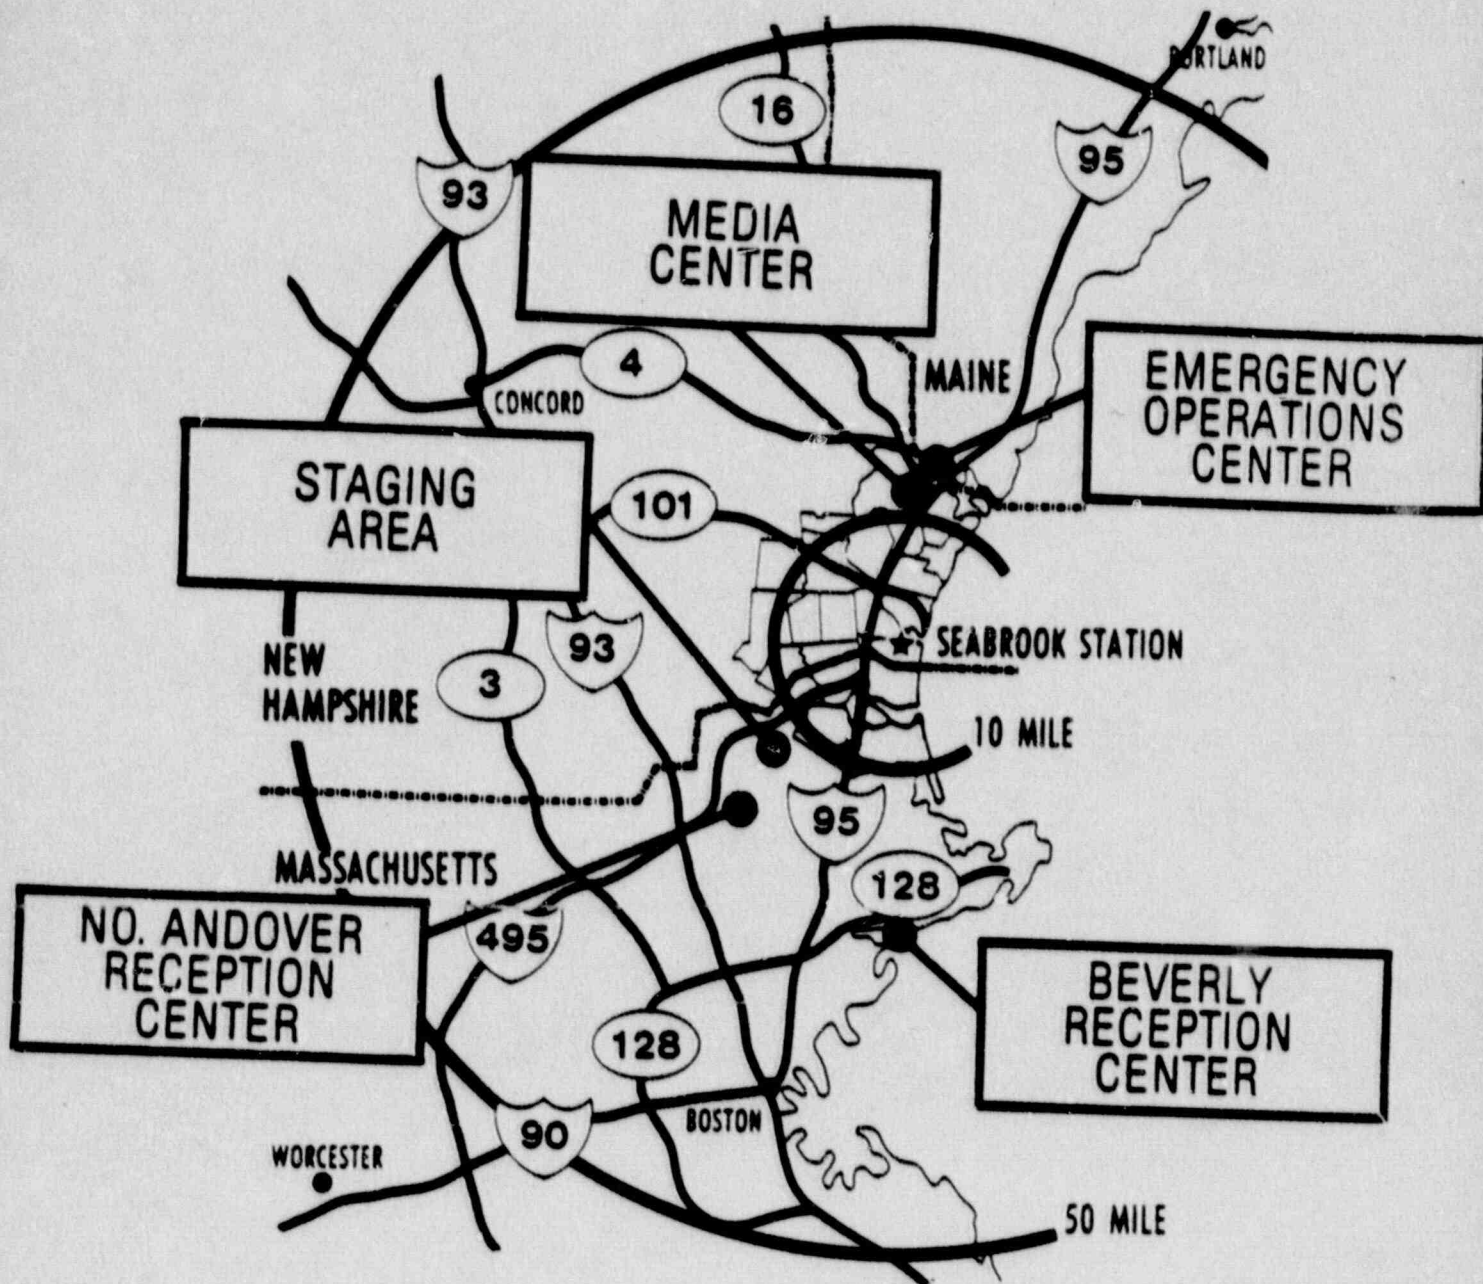 PORTLAND
16
95
93
MEDIA
CENTER
4
MAINE
CONCORD
EMERGENCY
OPERATIONS
CENTER
STAGING
AREA
101
SEABROOK STATION
93
NEW
HAMPSHIRE
3
10 MILE
95
MASSACHUSETTS
128
NO. ANDOVER
RECEPTION
CENTER
495
BEVERLY
RECEPTION
CENTER
128
BOSTON
90
WORCESTER
50 MILE